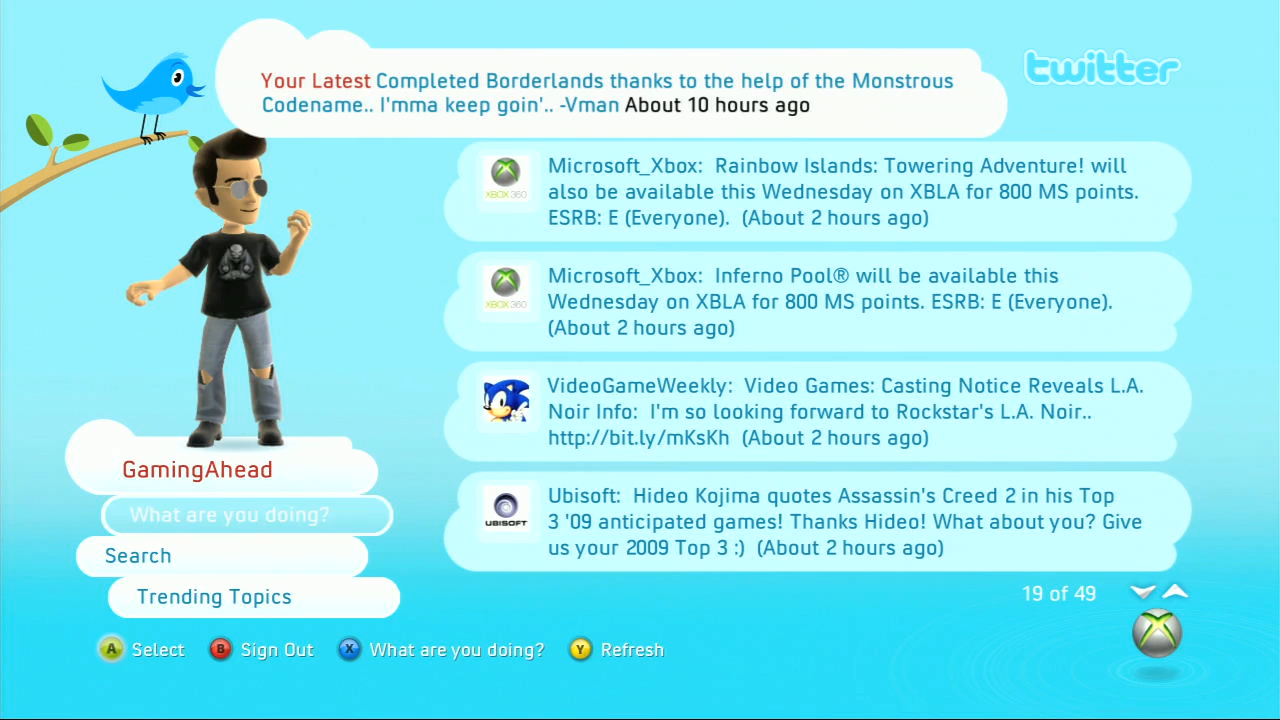 Your Latest Completed Borderlands thanks to the help of the Monstrous
Codename.. I'mma keep goin'.. -Vman About 10 hours ago
twitter
Microsoft_Xbox: Rainbow Islands: Towering Adventure! will
also be available this Wednesday on XBLA for 800 MS points.
ESRB: E (Everyone). (About 2 hours ago)
XBOX 360
Microsoft_Xbox: Inferno Pool® will be available this
Wednesday on XBLA for 800 MS points. ESRB: E (Everyone).
(About 2 hours ago)
XBOX 360
VideoGameWeekly: Video Games: Casting Notice Reveals L.A.
Noir Info: I'm so looking forward to Rockstar's L.A. Noir..
http://bit.ly/mKsKh (About 2 hours ago)
Ubisoft: Hideo Kojima quotes Assassin's Creed 2 in his Top
3 '09 anticipated games! Thanks Hideo! What about you? Give
us your 2009 Top 3 :) (About 2 hours ago)
UBISOFT
GamingAhead
What are you doing?
Search
Trending Topics
19 of 49
A Select B Sign Out X What are you doing? Y Refresh